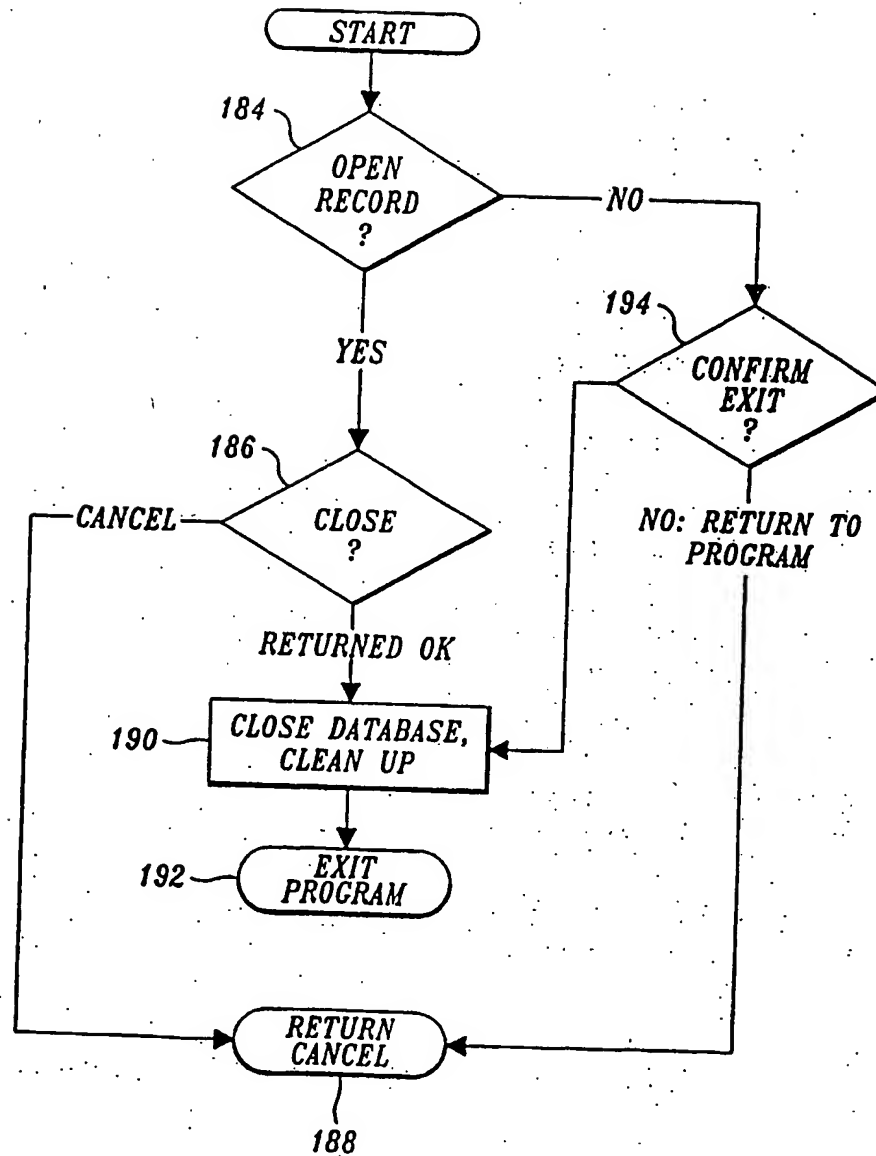 START
184
OPEN
RECORD
?
NO
194
CONFIRM
EXIT
?
YES
186
CLOSE
?
CANCEL
NO: RETURN TO
PROGRAM
RETURNED OK
190
CLOSE DATABASE,
CLEAN UP
192
EXIT
PROGRAM
RETURN
CANCEL
188